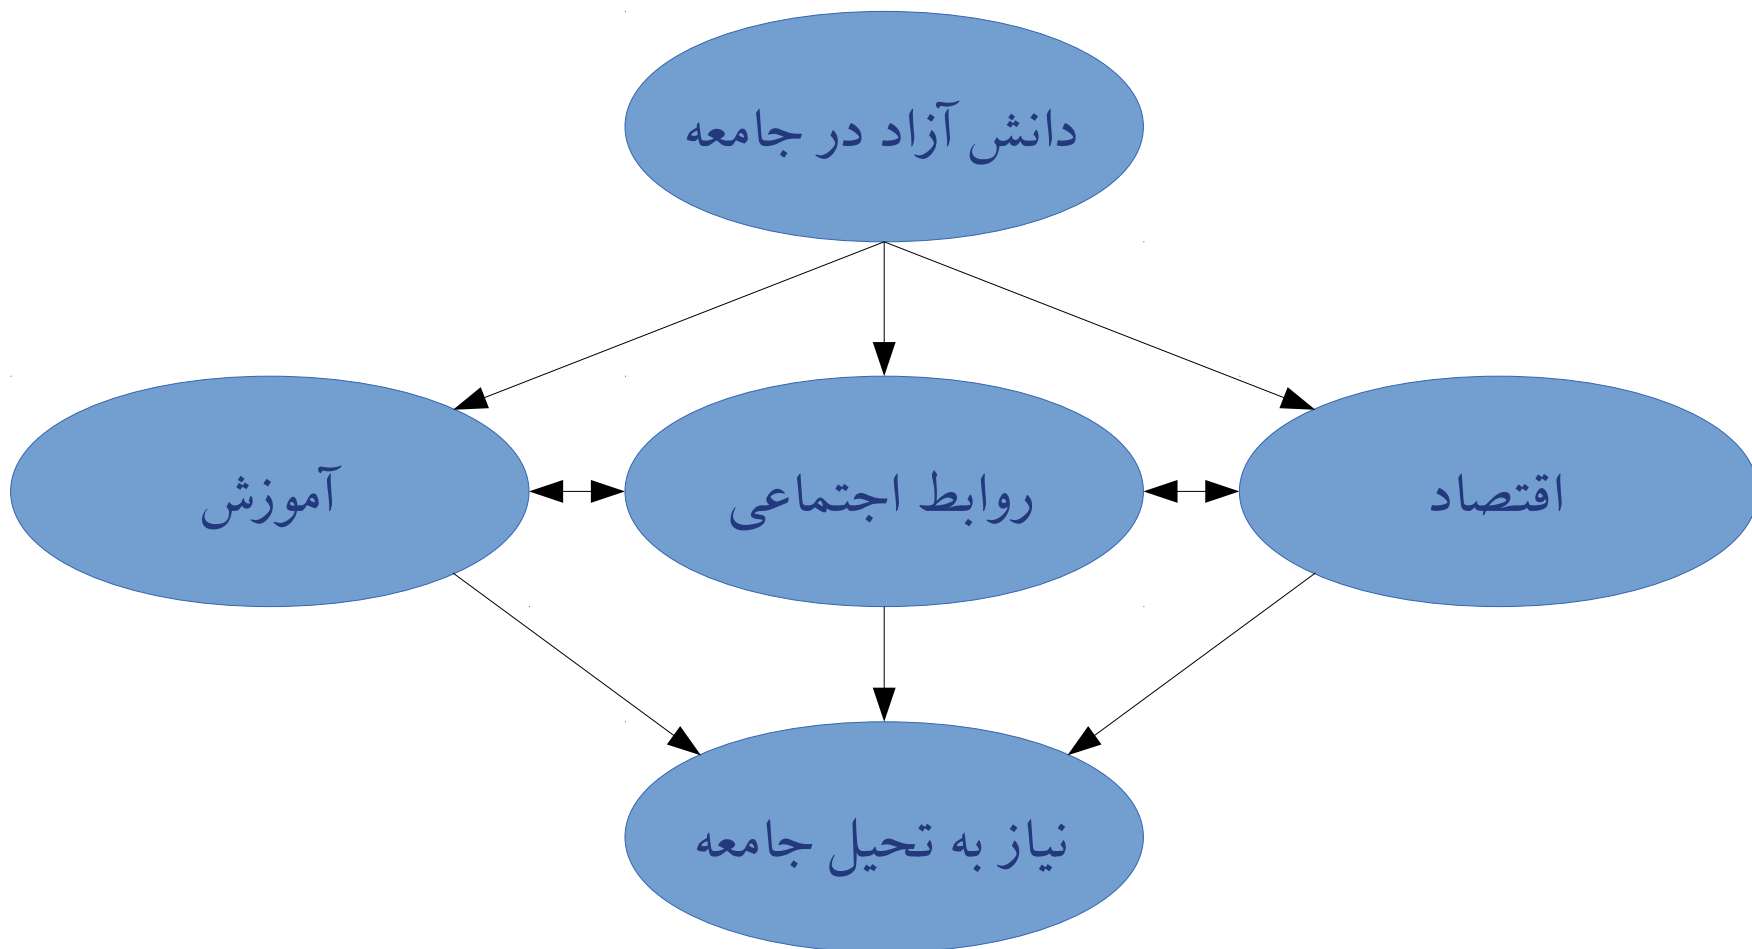 دانش آزاد در جامعه
اقتصاد
روابط اجتماعی
آموزش
نیاز به تحیل جامعه